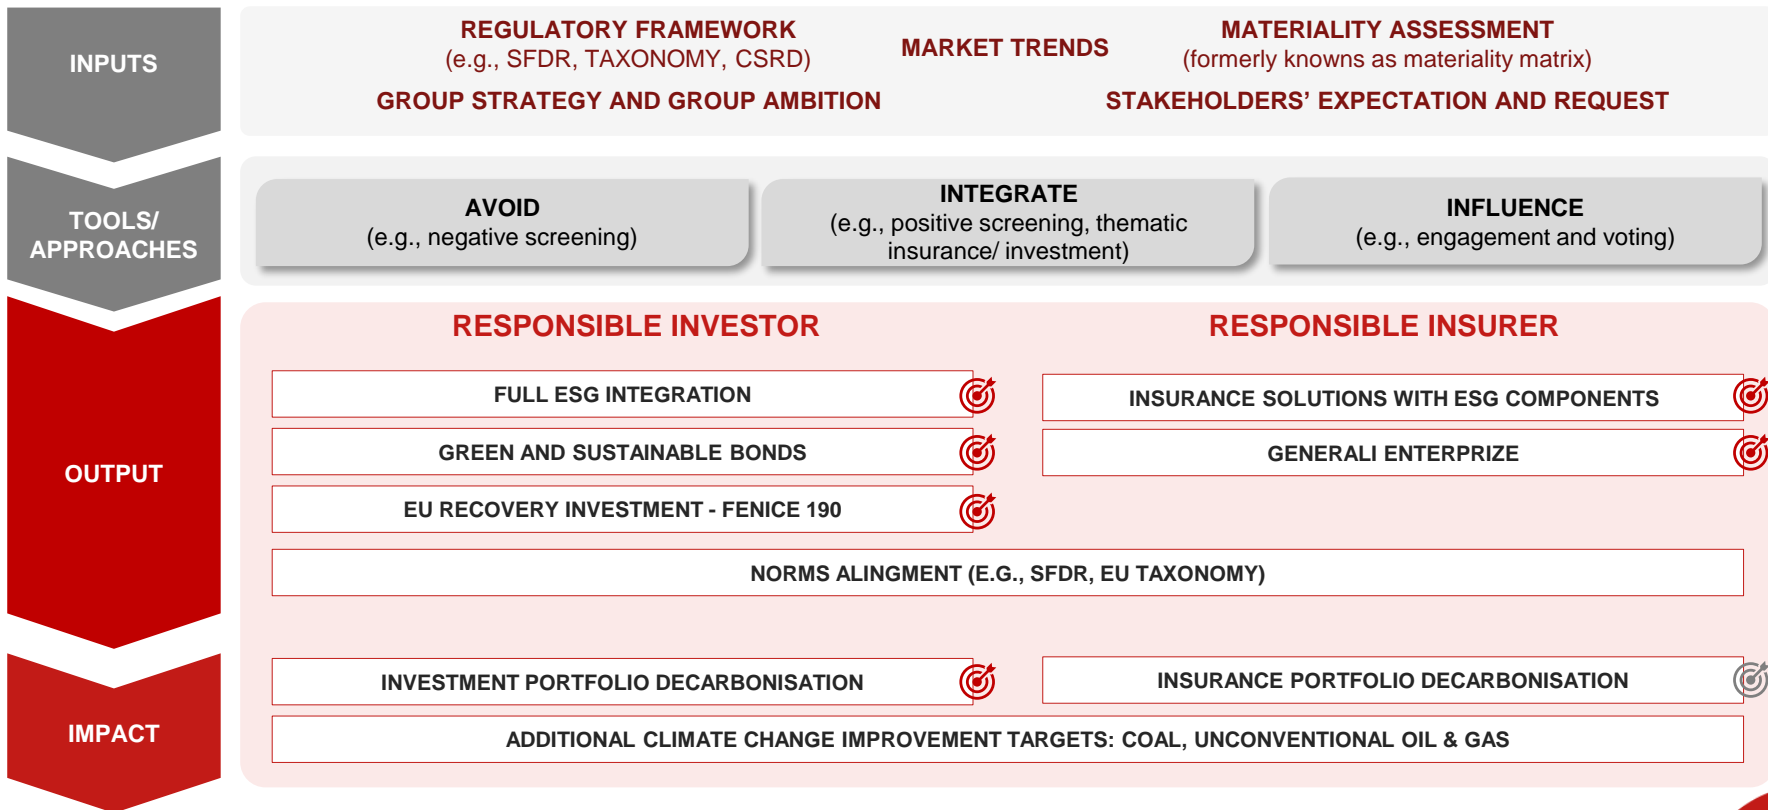 INPUTS
REGULATORY FRAMEWORK
(e.g., SFDR, TAXONOMY, CSRD)
MARKET TRENDS
MATERIALITY ASSESSMENT
(formerly knowns as materiality matrix)
GROUP STRATEGY AND GROUP AMBITION
STAKEHOLDERS’ EXPECTATION AND REQUEST
TOOLS/
APPROACHES
AVOID
(e.g., negative screening)
INTEGRATE
(e.g., positive screening, thematic
insurance/ investment)
INFLUENCE
(e.g., engagement and voting)
OUTPUT
RESPONSIBLE INVESTOR
RESPONSIBLE INSURER
FULL ESG INTEGRATION
INSURANCE SOLUTIONS WITH ESG COMPONENTS
GREEN AND SUSTAINABLE BONDS
GENERALI ENTERPRIZE
EU RECOVERY INVESTMENT - FENICE 190
NORMS ALINGMENT (E.G., SFDR, EU TAXONOMY)
IMPACT
INVESTMENT PORTFOLIO DECARBONISATION
INSURANCE PORTFOLIO DECARBONISATION
ADDITIONAL CLIMATE CHANGE IMPROVEMENT TARGETS: COAL, UNCONVENTIONAL OIL & GAS